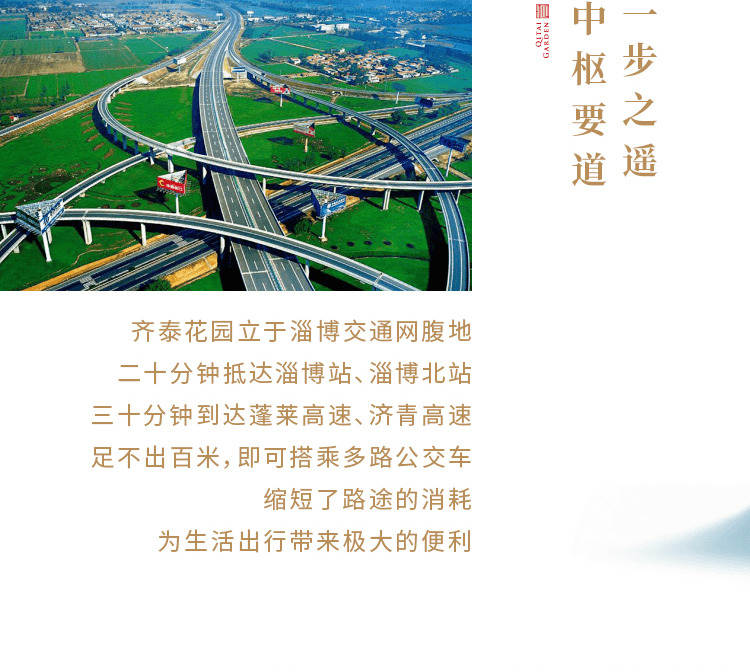 一步之遥
中枢要道
QITAI
GARDEN
齐泰花园立于淄博交通网腹地
二十分钟抵达淄博站、淄博北站
三十分钟到达蓬莱高速、济青高速
足不出百米，即可搭乘多路公交车
缩短了路途的消耗
为生活出行带来极大的便利